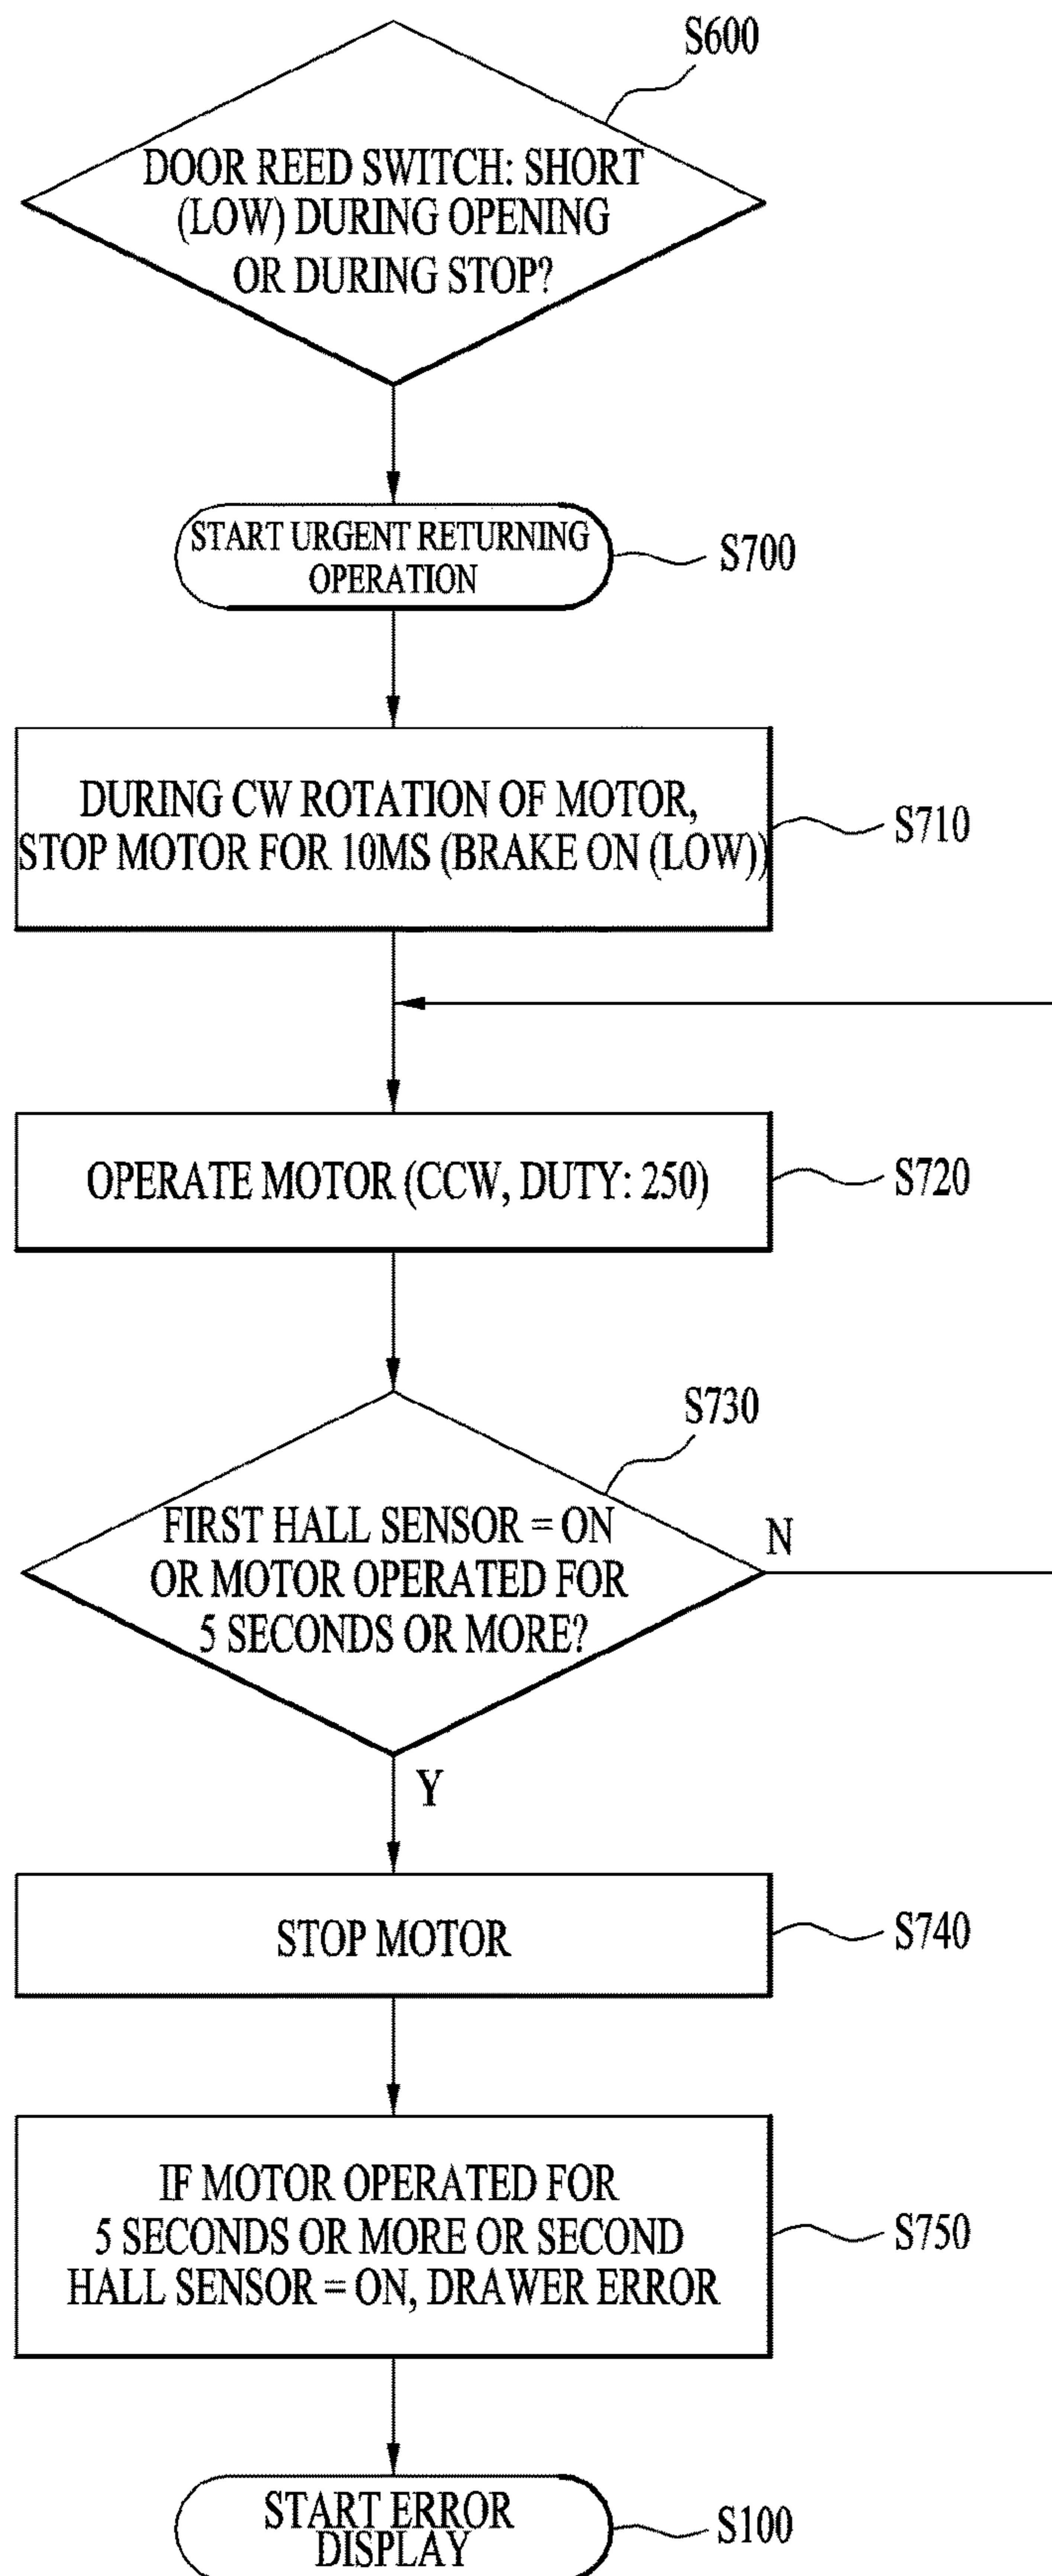 S600
DOOR REED SWITCH: SHORT
(LOW) DURING OPENING
OR DURING STOP?
START URGENT RETURNING
OPERATION
S700
DURING CW ROTATION OF MOTOR,
STOP MOTOR FOR 10MS (BRAKE ON (LOW))
S710
OPERATE MOTOR (CCW, DUTY: 250)
S720
S730
FIRST HALL SENSOR = ON
OR MOTOR OPERATED FOR
5 SECONDS OR MORE?
N
Y
STOP MOTOR
S740
IF MOTOR OPERATED FOR
5 SECONDS OR MORE OR SECOND
HALL SENSOR = ON, DRAWER ERROR
S750
START ERROR
DISPLAY
S100